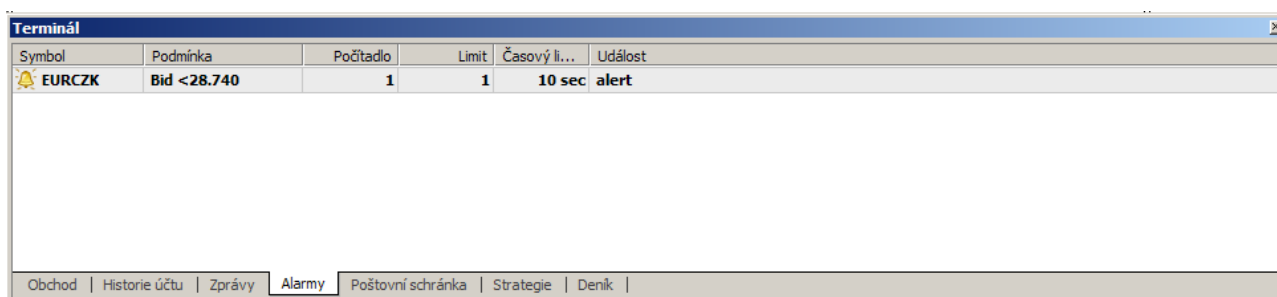 Terminál
Symbol Podmínka Počítadlo Limit Časový li... Událost
EURCZK Bid <28.740 1 1 10 sec alert
Obchod | Historie účtu | Zprávy Alarmy Poštovní schránka | Strategie | Deník |